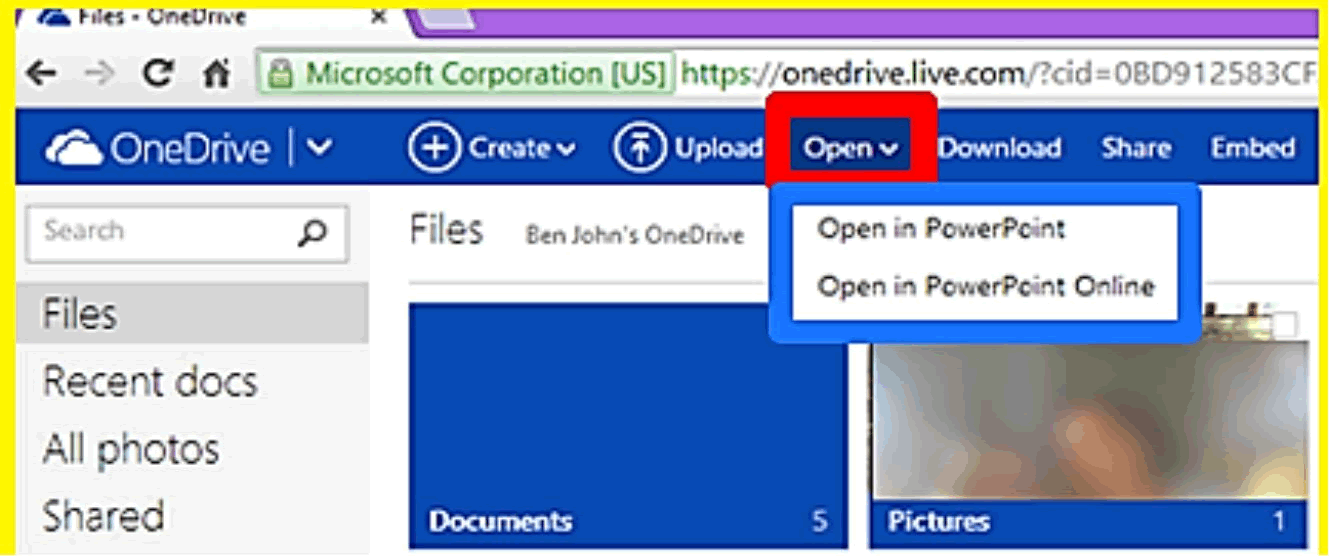 Files - OneDrive
Microsoft Corporation [US] https://onedrive.live.com/?cid=0BD912583CF
OneDrive Create Upload Open Download Share Embed
Search
Files Ben John's OneDrive
Open in PowerPoint
Open in PowerPoint Online
Files
Recent docs
All photos
Shared
Documents 5
Pictures 1